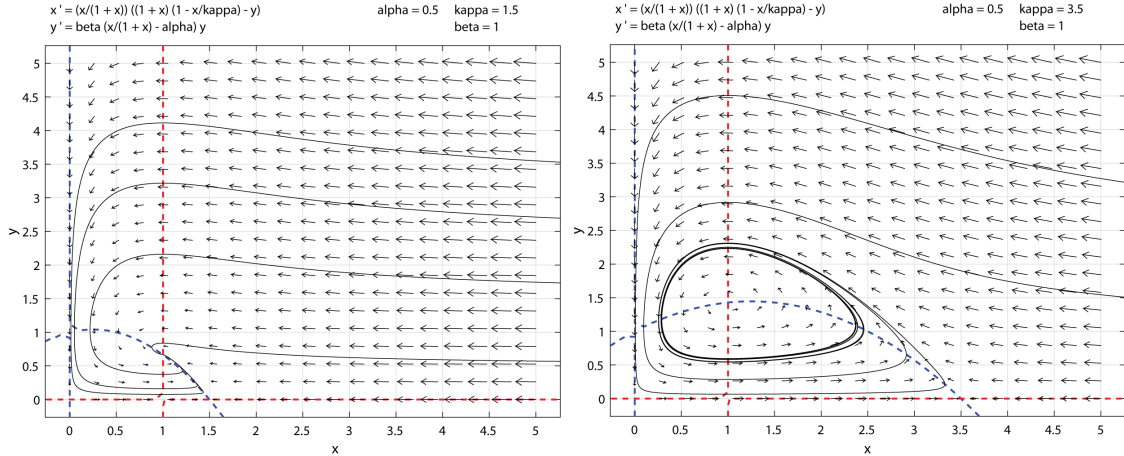 x ' = (x/(1 + x)) ((1 + x) (1 - x/kappa) - y)
y ' = beta (x/(1 + x) - alpha) y
alpha = 0.5 kappa = 1.5
beta = 1
5
4.5
4
3.5
3
2.5
2
1.5
1
0.5
0
y
0 0.5 1 1.5 2 2.5 3 3.5 4 4.5 5
x
x ' = (x/(1 + x)) ((1 + x) (1 - x/kappa) - y)
y ' = beta (x/(1 + x) - alpha) y
alpha = 0.5 kappa = 3.5
beta = 1
5
4.5
4
3.5
3
2.5
2
1.5
1
0.5
0
y
0 0.5 1 1.5 2 2.5 3 3.5 4 4.5 5
x